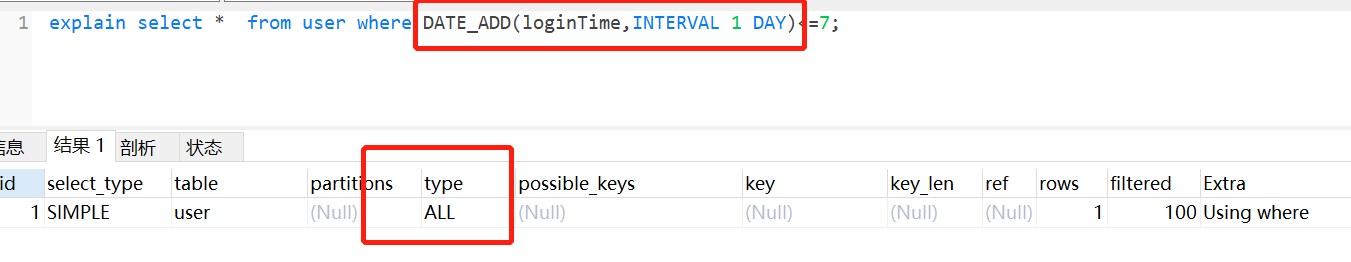 1 explain select * from user where DATE_ADD(loginTime,INTERVAL 1 DAY)<=7;
信息 结果 1 剖析 状态
id select_type table partitions type possible_keys key key_len ref rows filtered Extra
1 SIMPLE user (Null) ALL (Null) (Null) (Null) (Null) 1 100 Using where